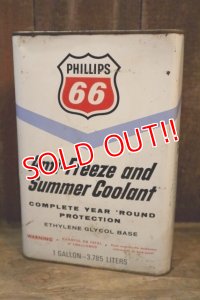 PHILLIPS
66
SOLD OUT!!
Anti-Freeze and
Summer Coolant
COMPLETE YEAR 'ROUND
PROTECTION
ETHYLENE GLYCOL BASE
WARNING
1 GALLON-3.785 LITERS